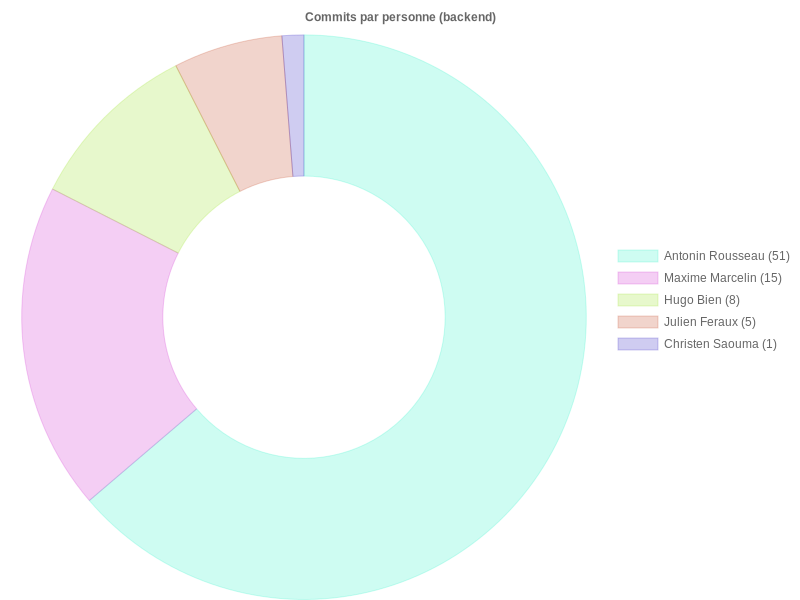 Commits par personne (backend)
Antonin Rousseau (51)
Maxime Marcelin (15)
Hugo Bien (8)
Julien Feraux (5)
Christen Saouma (1)